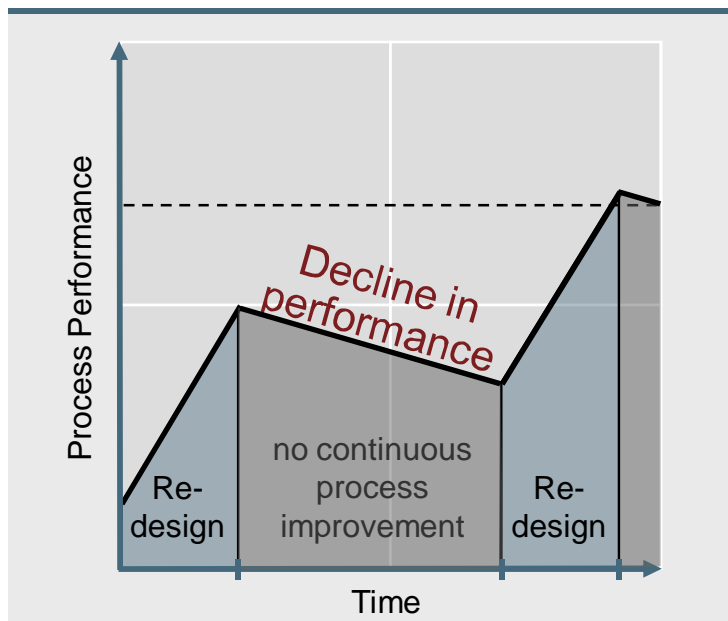 Process Performance
Decline in
performance
Re-
design
no continuous
process
improvement
Re-
design
Time